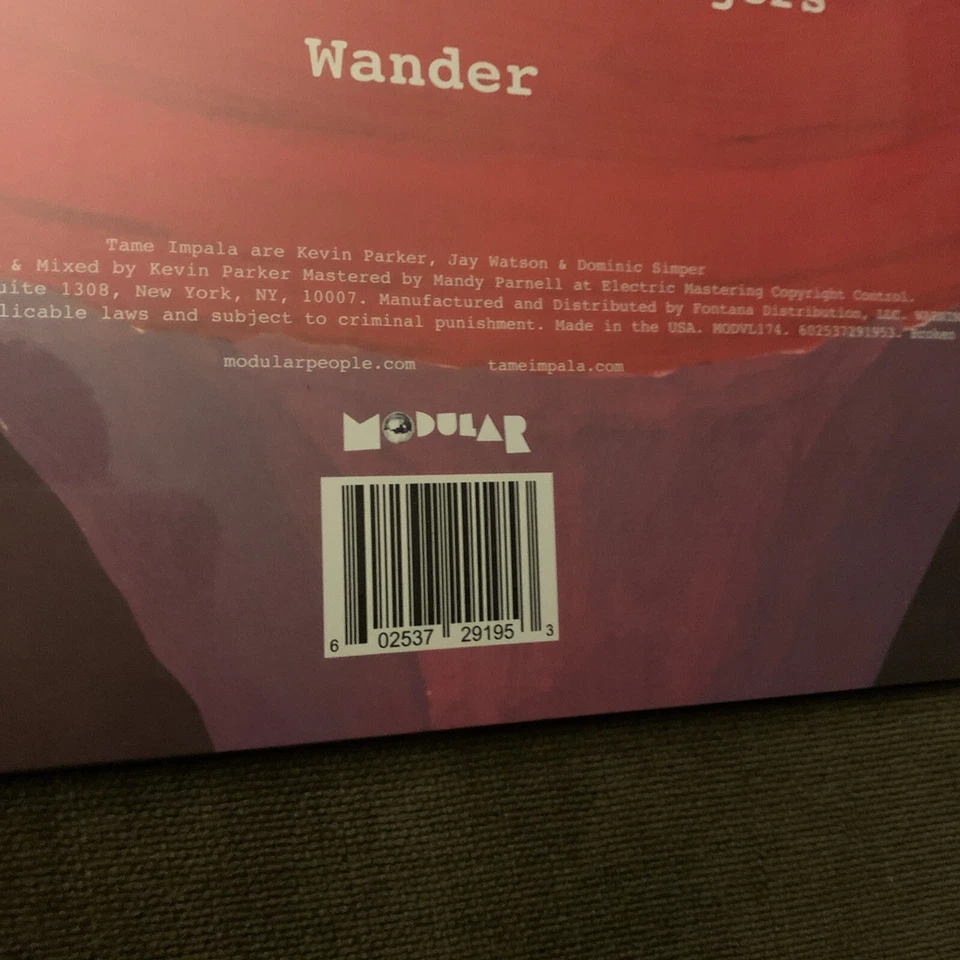 gers
Wander
Tame Impala are Kevin Parker, Jay Watson & Dominic Simper
& Mixed by Kevin Parker Mastered by Mandy Parnell at Electric Mastering Copyright Control.
uite 1308, New York, NY, 10007. Manufactured and Distributed by Fontana Distribution, LLC.
licable laws and subject to criminal punishment. Made in the USA. MODVL174. 602537291953. Broken
modularpeople.com tameimpala.com
MODULAR
6 02537 29195 3